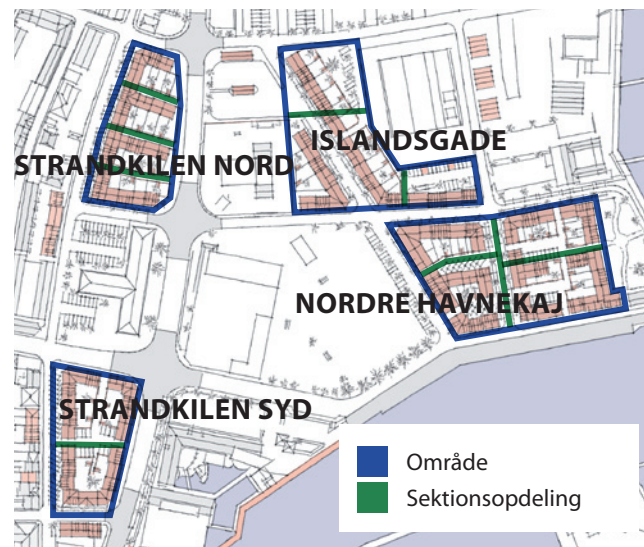 STRANDKILEN NORD
ISLANDSGADE
NORDRE HAVNEKAJ
STRANDKILEN SYD
Område
Sektionsopdeling